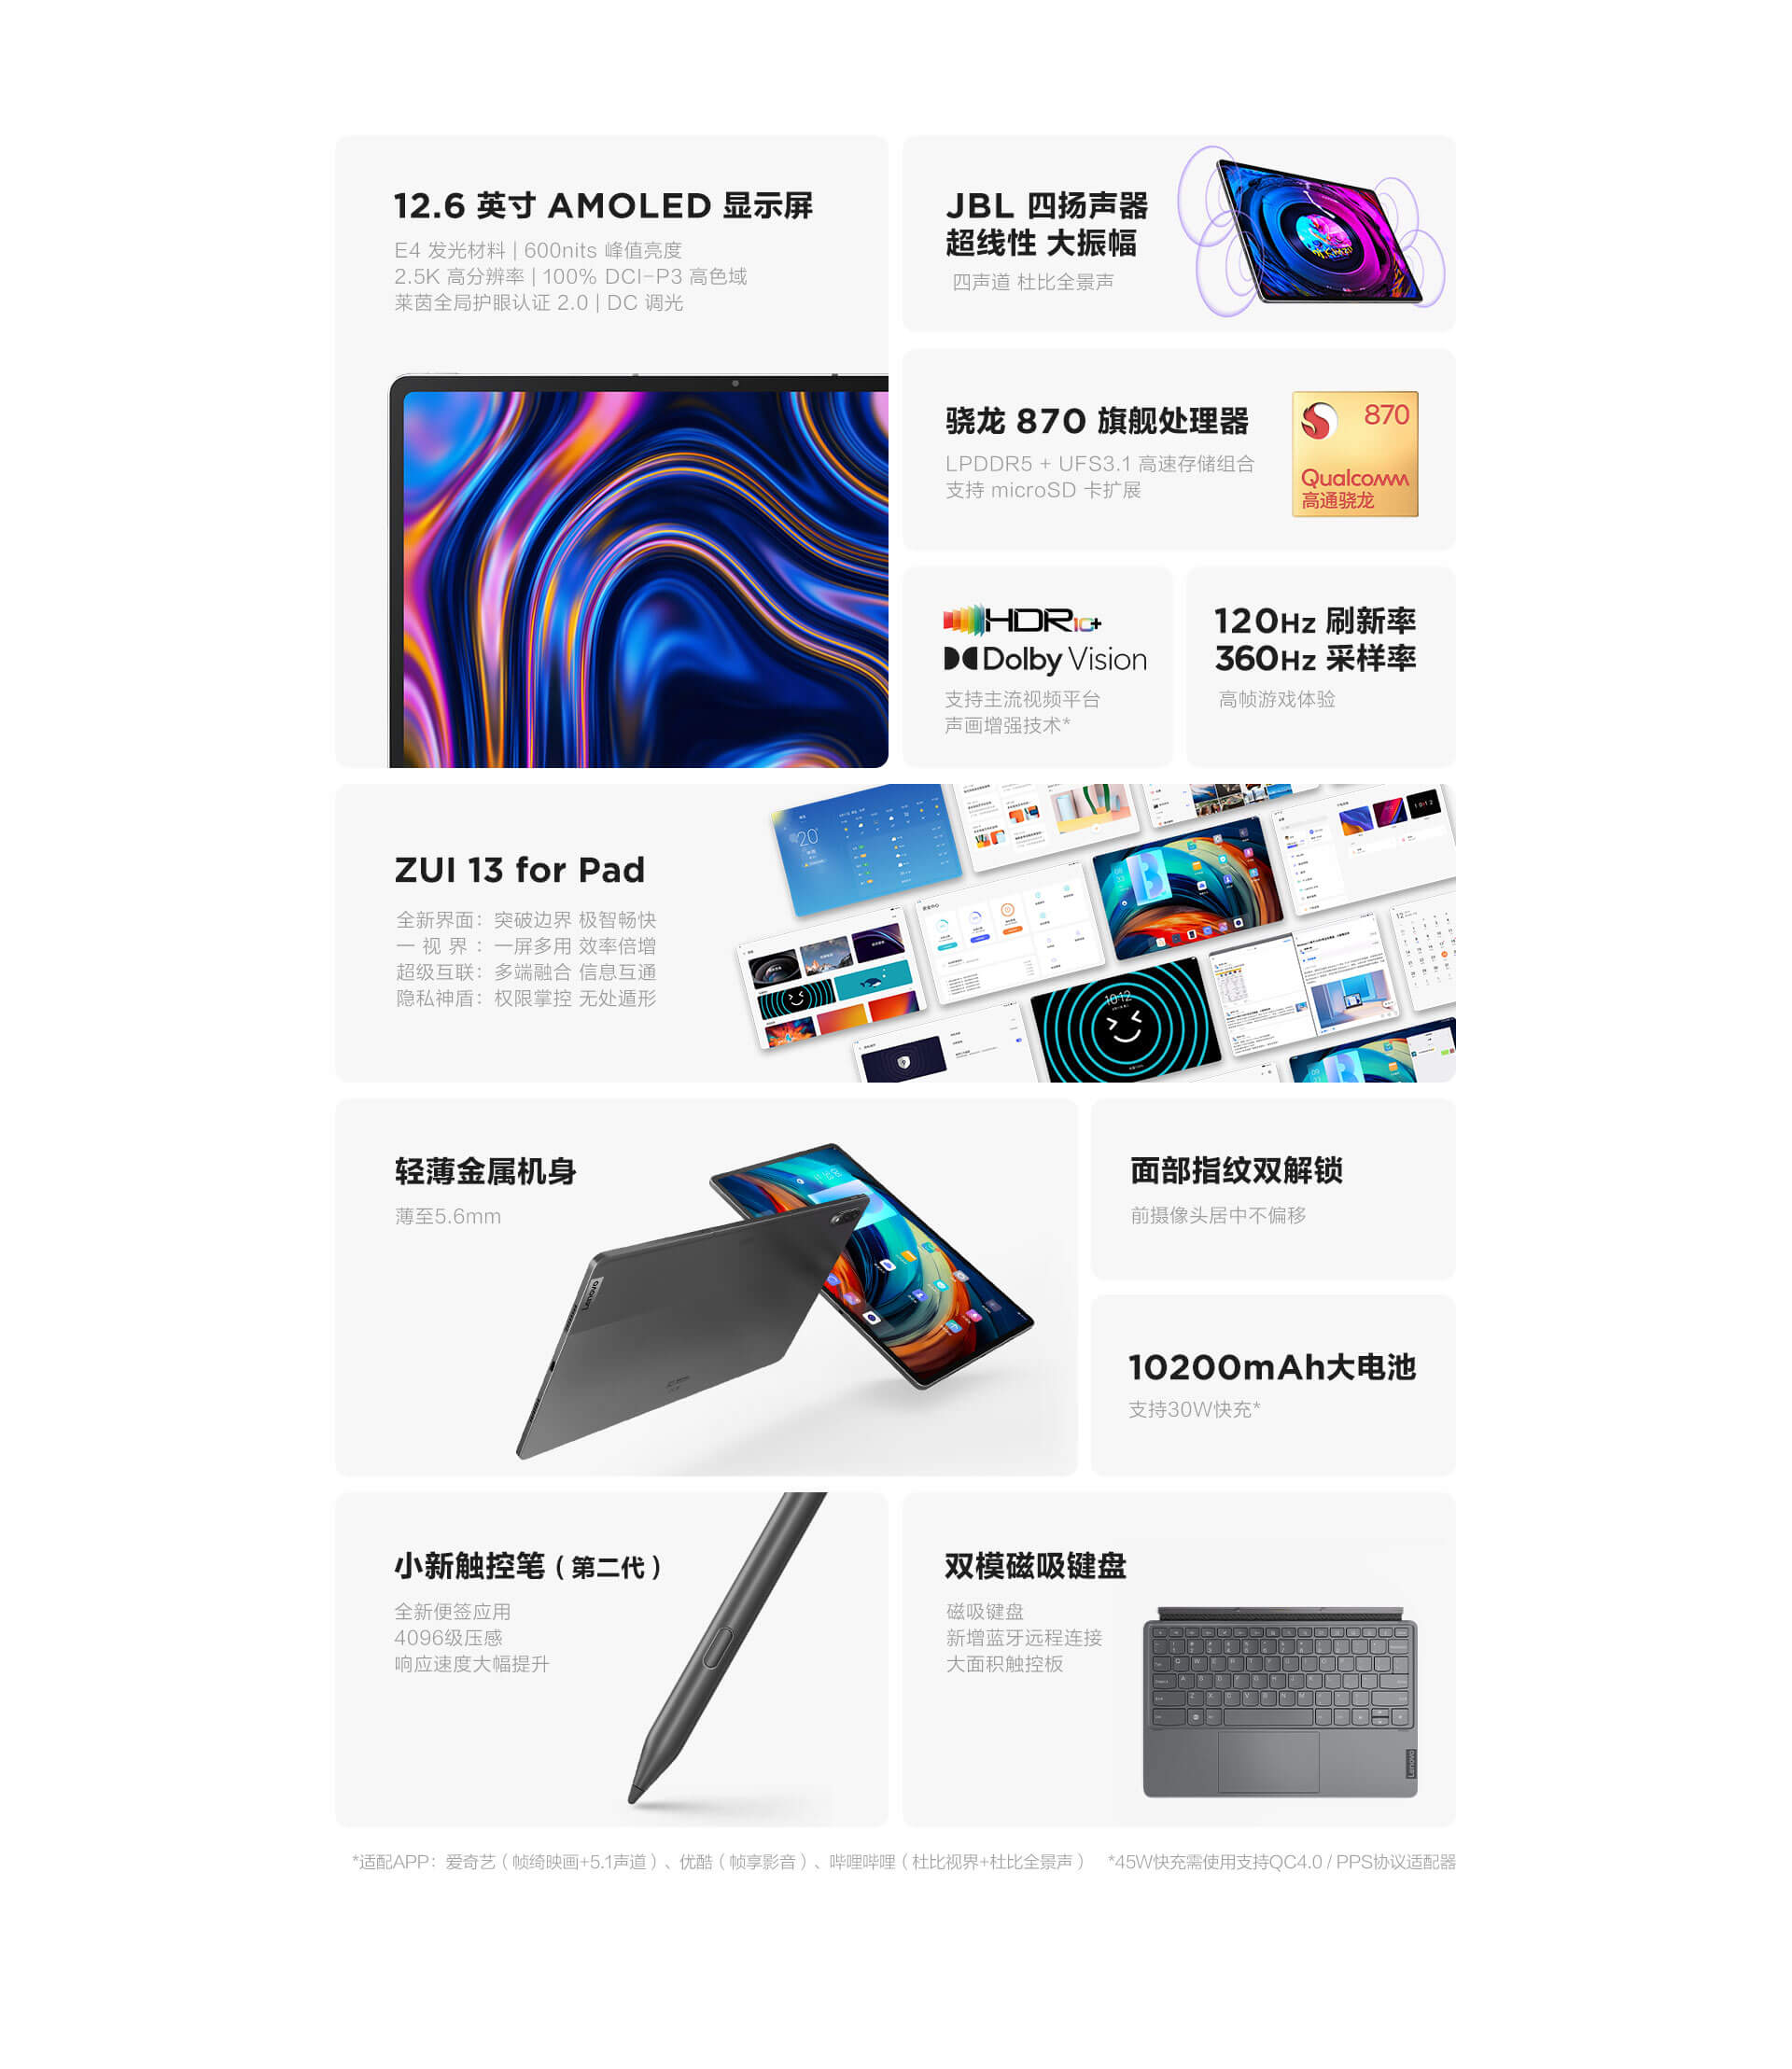 12.6 英寸 AMOLED 显示屏
E4 发光材料 | 600nits 峰值亮度
2.5K 高分辨率 | 100% DCI-P3 高色域
莱茵全局护眼认证 2.0 | DC 调光
JBL 四扬声器
超线性 大振幅
四声道 杜比全景声
骁龙 870 旗舰处理器
LPDDR5 + UFS3.1 高速存储组合
支持 microSD 卡扩展
870
Qualcomm
高通骁龙
HDR10+
Dolby Vision
支持主流视频平台
声画增强技术*
120Hz 刷新率
360Hz 采样率
高帧游戏体验
ZUI 13 for Pad
全新界面：突破边界 极智畅快
一 视 界 ：一屏多用 效率倍增
超级互联：多端融合 信息互通
隐私神盾：权限掌控 无处遁形
20°
10:12
轻薄金属机身
薄至5.6mm
Lenovo
面部指纹双解锁
前摄像头居中不偏移
10200mAh大电池
支持30W快充*
小新触控笔（第二代）
全新便签应用
4096级压感
响应速度大幅提升
双模磁吸键盘
磁吸键盘
新增蓝牙远程连接
大面积触控板
Lenovo
*适配APP：爱奇艺（帧绮映画+5.1声道）、优酷（帧享影音）、哔哩哔哩（杜比视界+杜比全景声） *45W快充需使用支持QC4.0 / PPS协议适配器